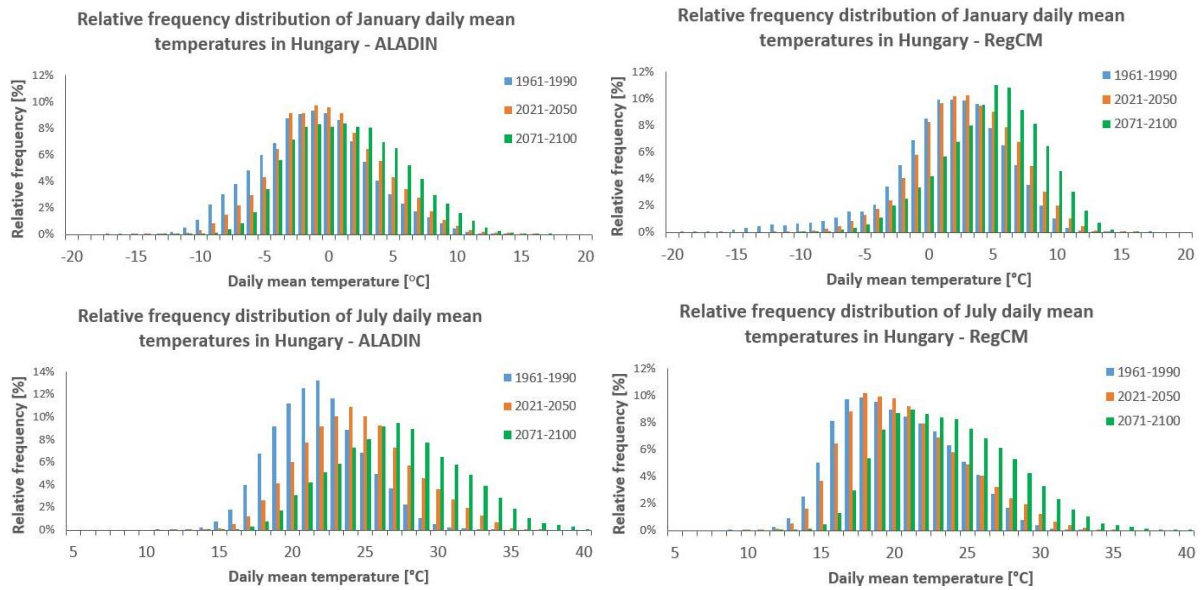 Relative frequency distribution of January daily mean
temperatures in Hungary - ALADIN
Relative frequency [%]
12%
10%
8%
6%
4%
2%
0%
1961-1990
2021-2050
2071-2100
-20 -15 -10 -5 0 5 10 15 20
Daily mean temperature [°C]
Relative frequency distribution of January daily mean
temperatures in Hungary - RegCM
Relative frequency [%]
12%
10%
8%
6%
4%
2%
0%
1961-1990
2021-2050
2071-2100
-20 -15 -10 -5 0 5 10 15 20
Daily mean temperature [°C]
Relative frequency distribution of July daily mean
temperatures in Hungary - ALADIN
Relative frequency [%]
14%
12%
10%
8%
6%
4%
2%
0%
1961-1990
2021-2050
2071-2100
5 10 15 20 25 30 35 40
Daily mean temperature [°C]
Relative frequency distribution of July daily mean
temperatures in Hungary - RegCM
Relative frequency [%]
12%
10%
8%
6%
4%
2%
0%
1961-1990
2021-2050
2071-2100
5 10 15 20 25 30 35 40
Daily mean temperature [°C]